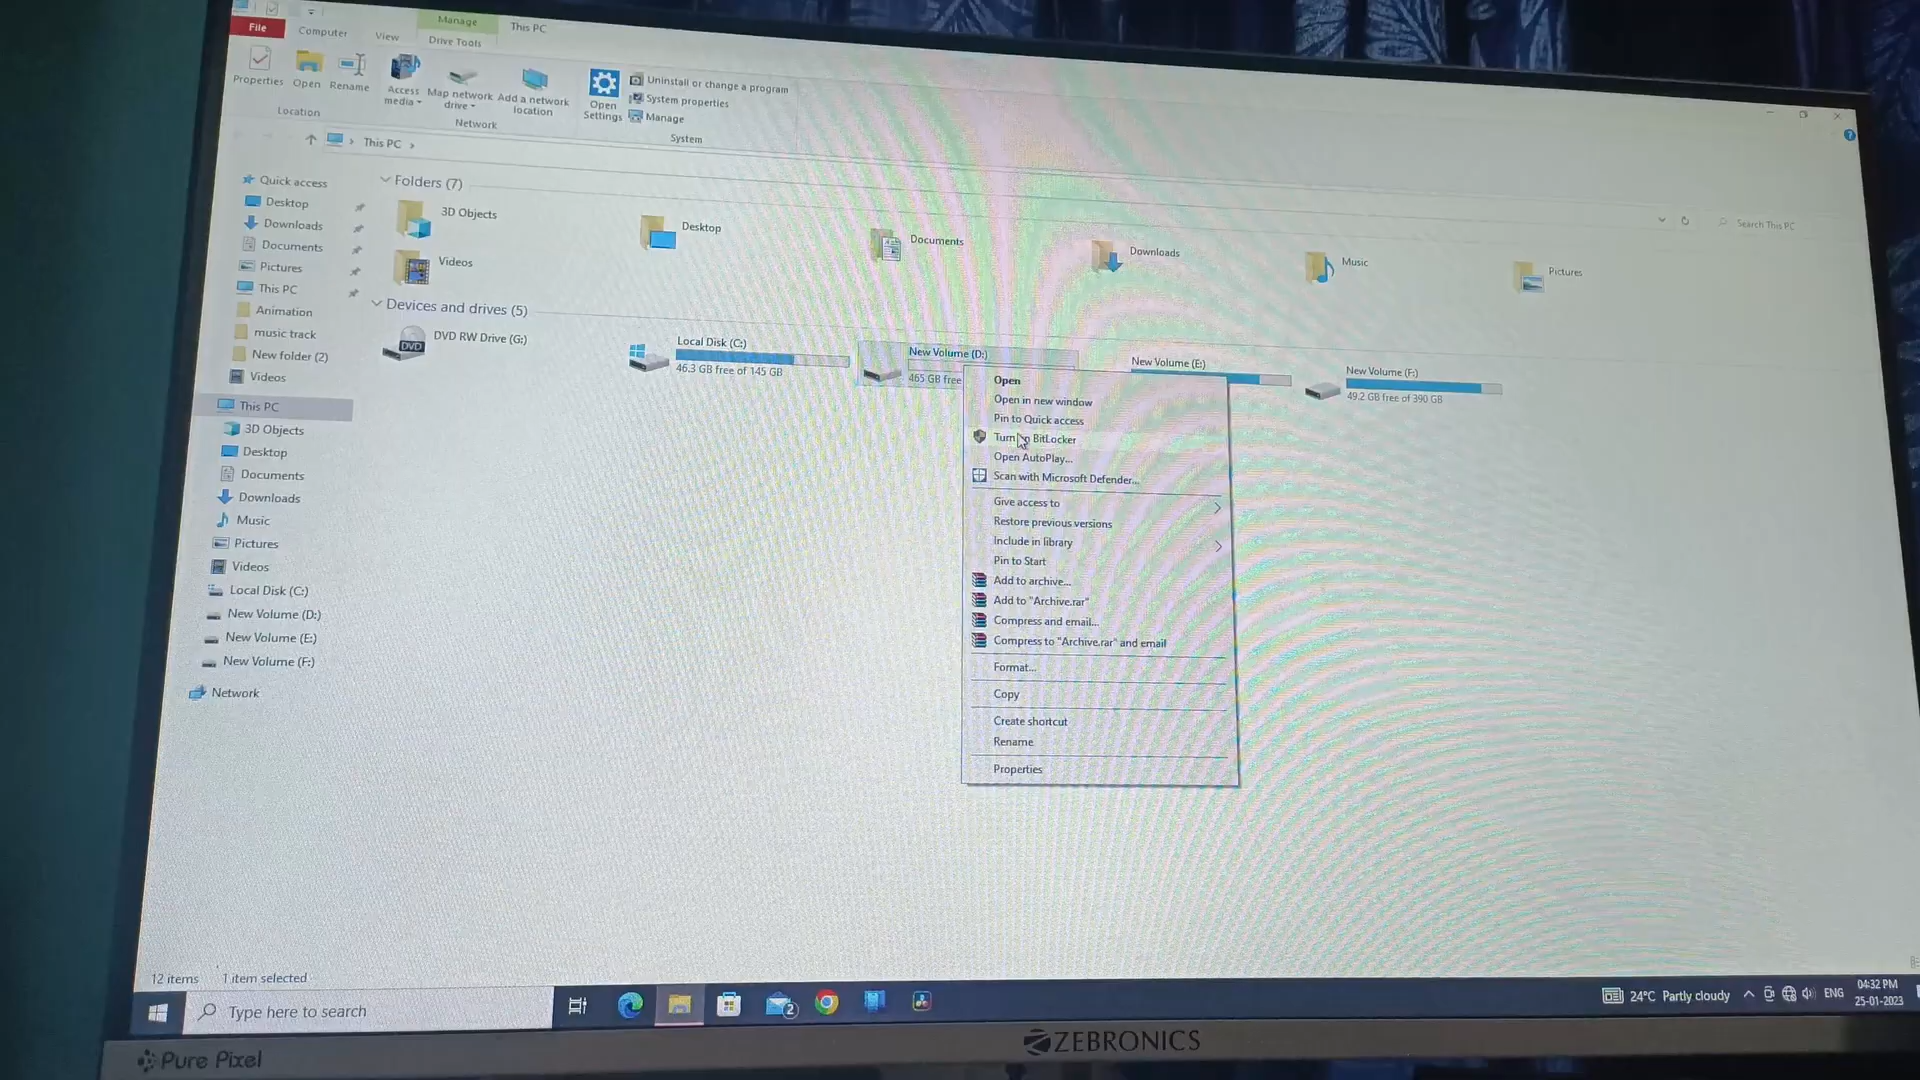 Manage
This PC
File
Computer
View
Drive Tools
Properties
Open
Rename
Access media
Map network drive
Add a network location
Open Settings
Uninstall or change a program
System properties
Manage
Location
Network
System
This PC
Search This PC
Quick access
Desktop
Downloads
Documents
Pictures
This PC
Animation
music track
New folder (2)
Videos
This PC
3D Objects
Desktop
Documents
Downloads
Music
Pictures
Videos
Local Disk (C:)
New Volume (D:)
New Volume (E:)
New Volume (F:)
Network
Folders (7)
3D Objects
Desktop
Documents
Downloads
Music
Pictures
Videos
Devices and drives (5)
DVD
DVD RW Drive (G:)
Local Disk (C:)
46.3 GB free of 145 GB
New Volume (D:)
465 GB free
New Volume (E:)
New Volume (F:)
49.2 GB free of 390 GB
Open
Open in new window
Pin to Quick access
Turn BitLocker
Open AutoPlay...
Scan with Microsoft Defender...
Give access to
Restore previous versions
Include in library
Pin to Start
Add to archive...
Add to "Archive.rar"
Compress and email...
Compress to "Archive.rar" and email
Format...
Copy
Create shortcut
Rename
Properties
12 items
1 item selected
Type here to search
2
24°C Partly cloudy
ENG
04:32 PM
25-01-2023
Pure Pixel
ZEBRONICS